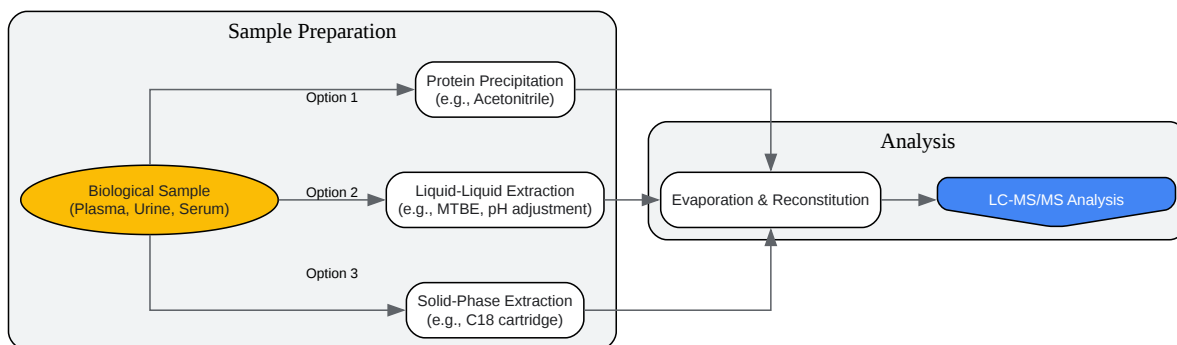 Sample Preparation
Protein Precipitation
(e.g., Acetonitrile)
Option 1
Analysis
Biological Sample
(Plasma, Urine, Serum)
Option 2
Liquid-Liquid Extraction
(e.g., MTBE, pH adjustment)
Evaporation & Reconstitution
LC-MS/MS Analysis
Option 3
Solid-Phase Extraction
(e.g., C18 cartridge)